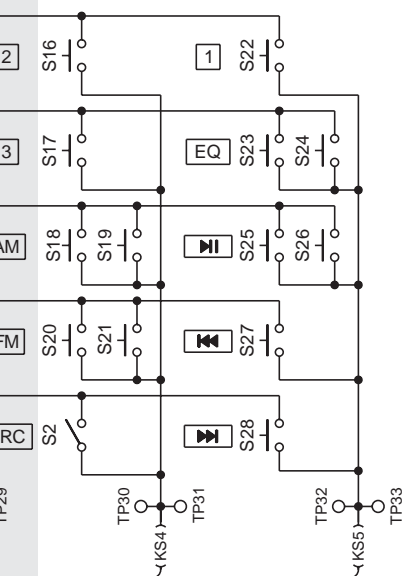 2
S16
1
S22
3
S17
EQ
S23
S24
AM
S18
S19
S25
S26
FM
S20
S21
S27
RC
S2
S28
TP29
TP30
TP31
TP32
TP33
KS4
KS5